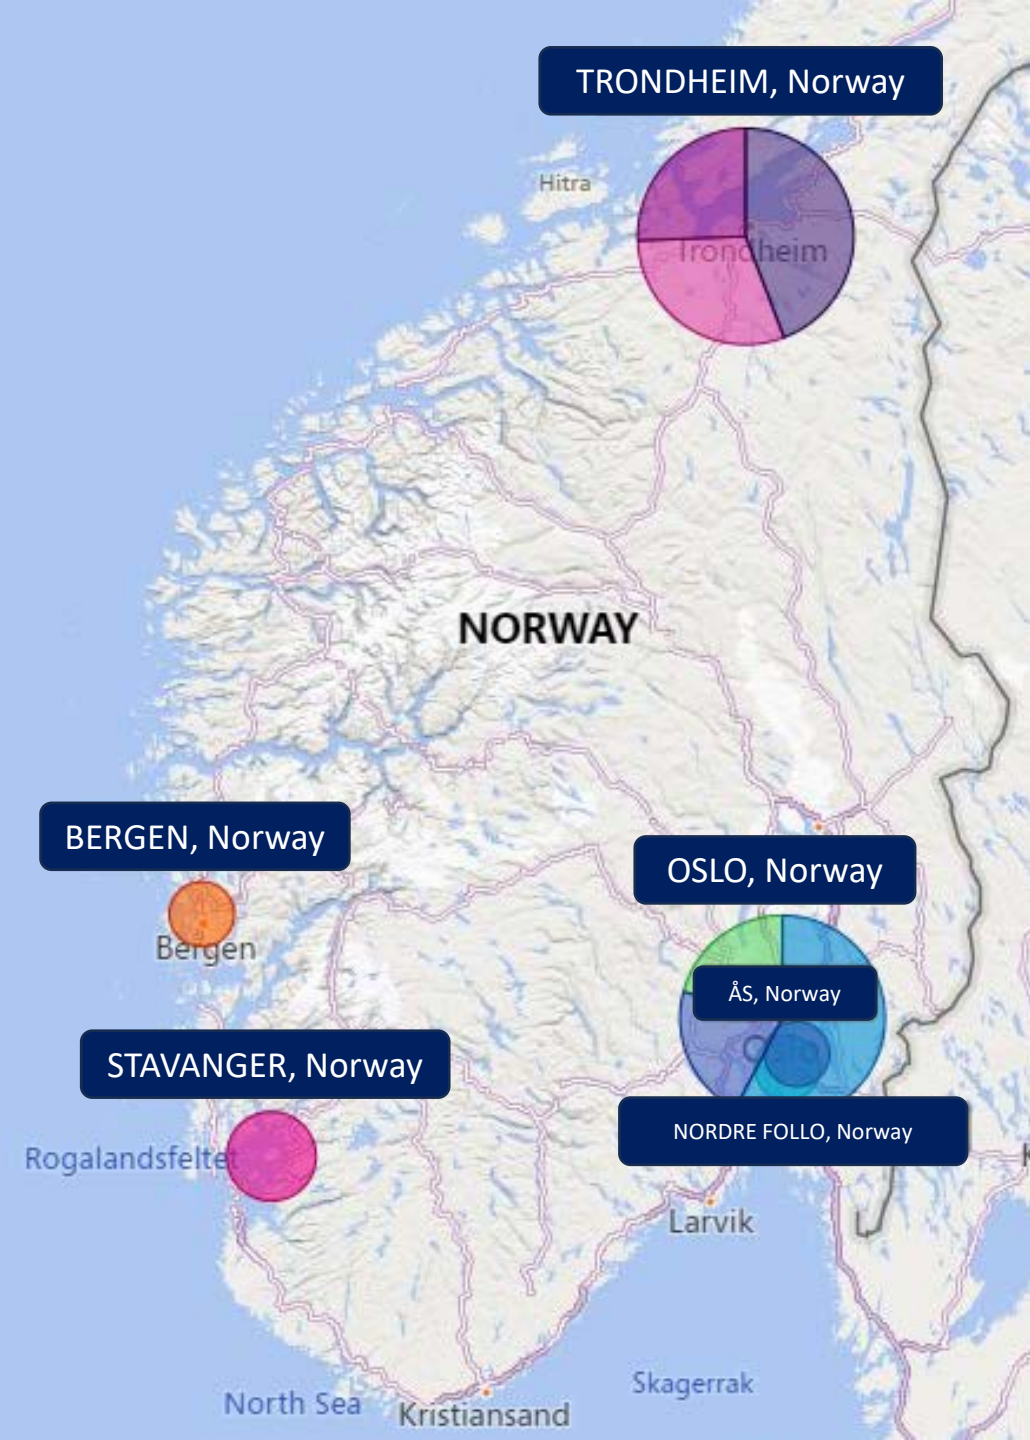 TRONDHEIM, Norway
Hitra
Trondheim
NORWAY
BERGEN, Norway
Bergen
OSLO, Norway
ÅS, Norway
Oslo
STAVANGER, Norway
NORDRE FOLLO, Norway
Rogalandsfeltet
Larvik
Skagerrak
North Sea
Kristiansand